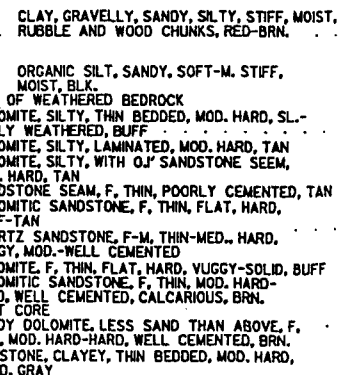 CLAY, GRAVELLY, SANDY, SILTY, STIFF, MOIST,
RUBBLE AND WOOD CHUNKS, RED-BRN.
ORGANIC SILT, SANDY, SOFT-M. STIFF,
MOIST, BLK.
OF WEATHERED BEDROCK
OMITE, SILTY, THIN BEDDED, MOD. HARD, SL.-
LY WEATHERED, BUFF
OMITE, SILTY, LAMINATED, MOD. HARD, TAN
OMITE, SILTY, WITH 0.1' SANDSTONE SEEM,
. HARD, TAN
DSTONE SEAM, F, THIN, POORLY CEMENTED, TAN
OMITIC SANDSTONE, F, THIN, FLAT, HARD,
F-TAN
RTZ SANDSTONE, F-M, THIN-MED., HARD,
GY, MOD.-WELL CEMENTED
OMITE. F, THIN, FLAT, HARD, VUGGY-SOLID, BUFF
OMITIC SANDSTONE, F, THIN, MOD. HARD-
D, WELL CEMENTED, CALCARIOUS, BRN.
T CORE
DY DOLOMITE, LESS SAND THAN ABOVE, F,
, MOD. HARD-HARD, WELL CEMENTED, BRN.
STONE, CLAYEY, THIN BEDDED, MOD. HARD,
D. GRAY